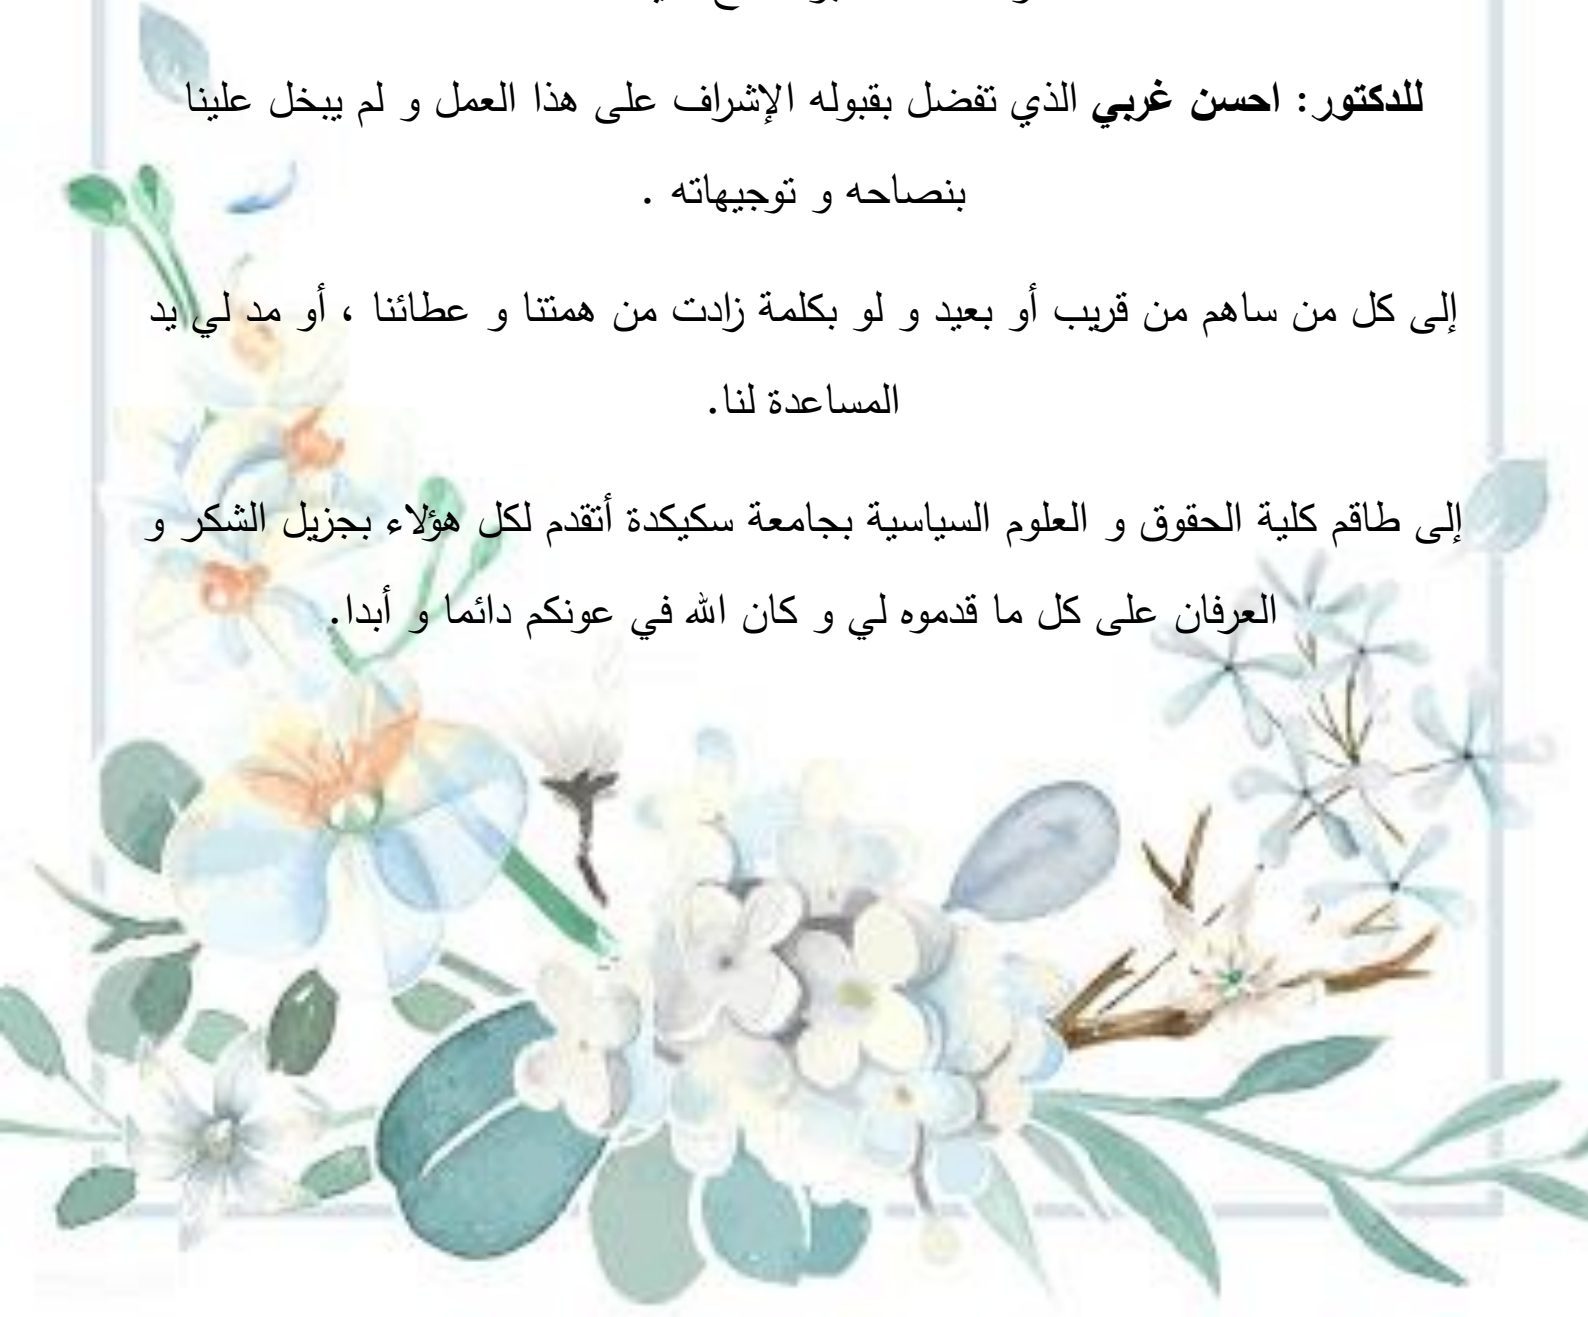 للدكتور: احسن غربي الذي تفضل بقبوله الإشراف على هذا العمل و لم يبخل علينا
بنصاحه و توجيهاته .
إلى كل من ساهم من قريب أو بعيد و لو بكلمة زادت من همتنا و عطائنا ، أو مد لي يد
المساعدة لنا.
إلى طاقم كلية الحقوق و العلوم السياسية بجامعة سكيكدة أتقدم لكل هؤلاء بجزيل الشكر و
العرفان على كل ما قدموه لي و كان الله في عونكم دائما و أبدا.